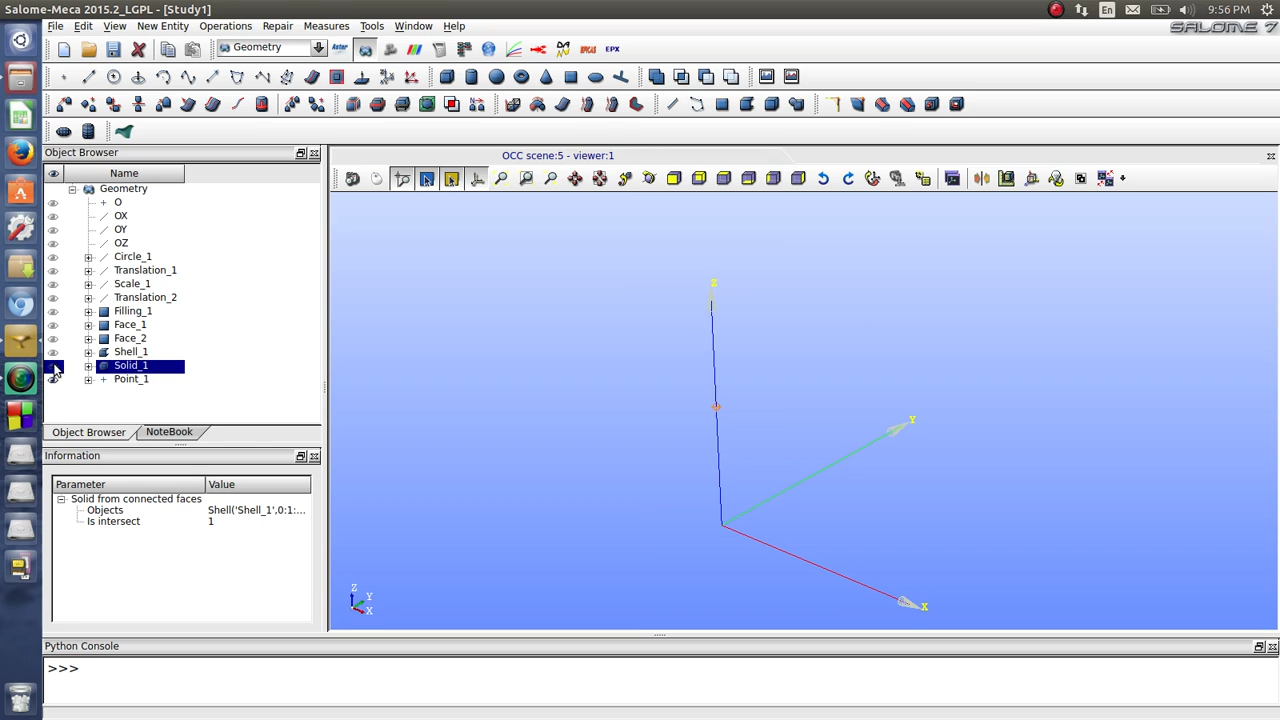 Salome-Meca 2015.2_LGPL - [Study1]
En
9:56 PM
File Edit View New Entity Operations Repair Measures Tools Window Help
SALOME 7
Geometry
Aster
EPX
Object Browser
OCC scene:5 - viewer:1
Name
Geometry
O
OX
OY
OZ
Circle_1
Translation_1
Scale_1
Translation_2
Filling_1
Face_1
Face_2
Shell_1
Solid_1
Point_1
Z
Y
X
Z
Y
X
Object Browser
NoteBook
Information
Parameter Value
Solid from connected faces
Objects Shell('Shell_1',0:1:...
Is intersect 1
Python Console
>>>